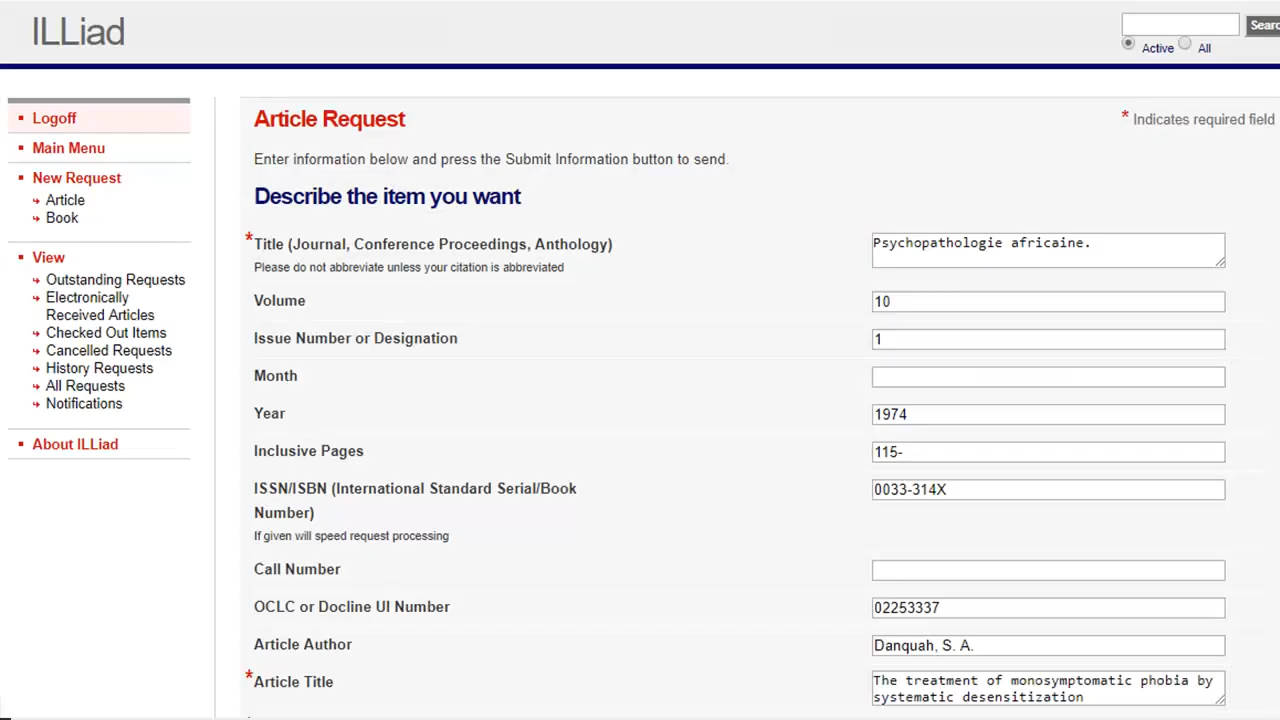 ILLiad
Searc
Active All
Logoff
Main Menu
New Request
Article
Book
View
Outstanding Requests
Electronically
Received Articles
Checked Out Items
Cancelled Requests
History Requests
All Requests
Notifications
About ILLiad
Article Request
* Indicates required field
Enter information below and press the Submit Information button to send.
Describe the item you want
*Title (Journal, Conference Proceedings, Anthology)
Please do not abbreviate unless your citation is abbreviated
Psychopathologie africaine.
Volume
10
Issue Number or Designation
1
Month
Year
1974
Inclusive Pages
115-
ISSN/ISBN (International Standard Serial/Book
Number)
If given will speed request processing
0033-314X
Call Number
OCLC or Docline UI Number
02253337
Article Author
Danquah, S. A.
*Article Title
The treatment of monosymptomatic phobia by
systematic desensitization